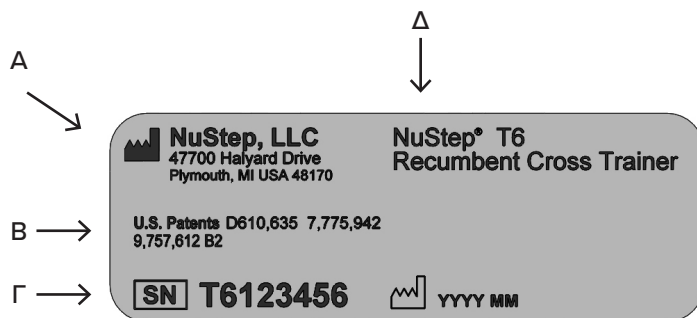 Δ
Α
NuStep, LLC
47700 Halyard Drive
Plymouth, MI USA 48170
NuStep® T6
Recumbent Cross Trainer
Β
U.S. Patents D610,635 7,775,942
9,757,612 B2
Γ
SN T6123456
YYYY MM